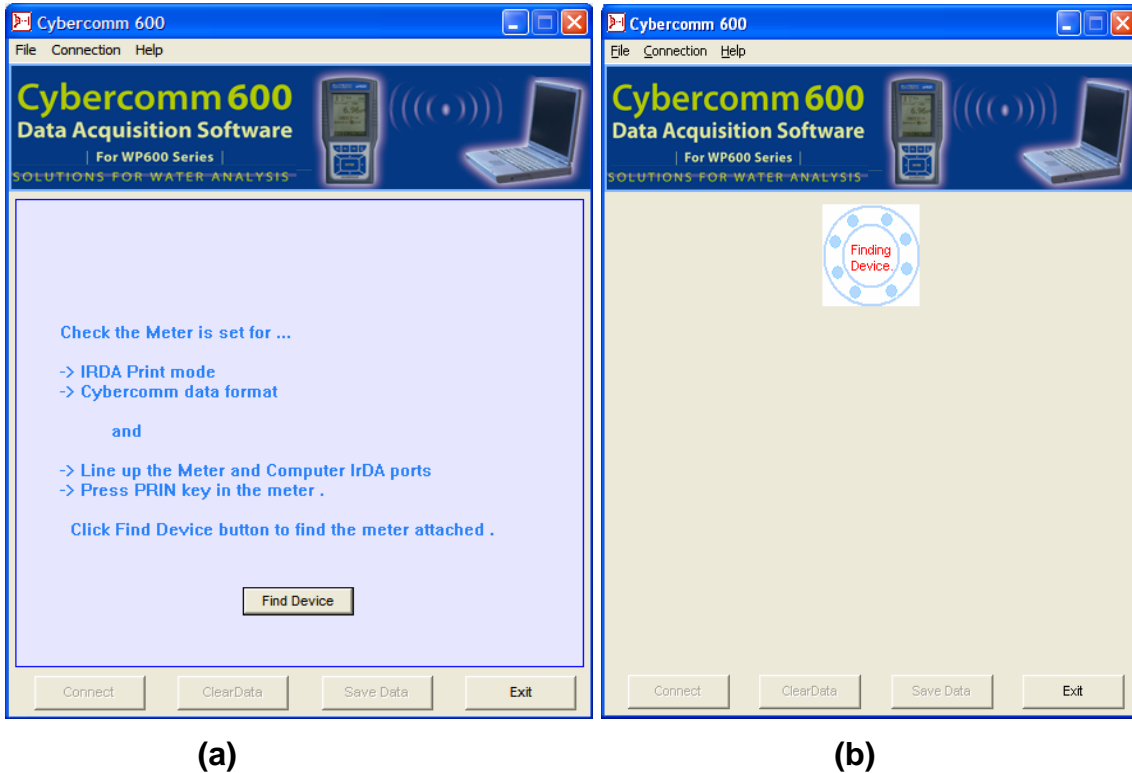 Cybercomm 600
File Connection Help
Cybercomm 600
Data Acquisition Software
| For WP600 Series |
SOLUTIONS FOR WATER ANALYSIS
Check the Meter is set for ...
-> IRDA Print mode
-> Cybercomm data format
and
-> Line up the Meter and Computer IrDA ports
-> Press PRIN key in the meter .
Click Find Device button to find the meter attached .
Find Device
Connect ClearData Save Data Exit
(a)
Cybercomm 600
File Connection Help
Cybercomm 600
Data Acquisition Software
| For WP600 Series |
SOLUTIONS FOR WATER ANALYSIS
Finding
Device.
Connect ClearData Save Data Exit
(b)